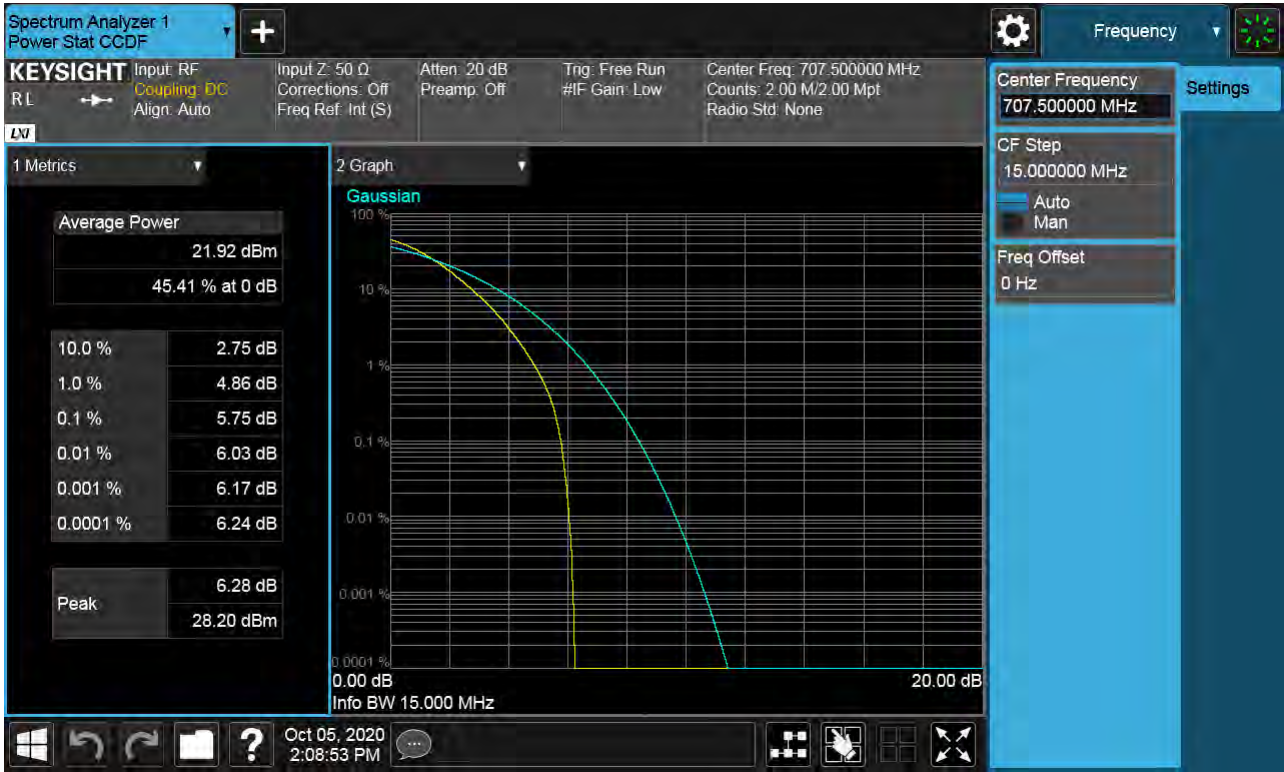 Spectrum Analyzer 1
Power Stat CCDF
Frequency
KEYSIGHT
RL
LXI
Input: RF
Coupling: DC
Align: Auto
Input Z: 50 Ω
Corrections: Off
Freq Ref: Int (S)
Atten: 20 dB
Preamp: Off
Trig: Free Run
#IF Gain: Low
Center Freq: 707.500000 MHz
Counts: 2.00 M/2.00 Mpt
Radio Std: None
1 Metrics
Average Power
21.92 dBm
45.41 % at 0 dB
10.0 % 2.75 dB
1.0 % 4.86 dB
0.1 % 5.75 dB
0.01 % 6.03 dB
0.001 % 6.17 dB
0.0001 % 6.24 dB
Peak
6.28 dB
28.20 dBm
2 Graph
Gaussian
100 %
10 %
1 %
0.1 %
0.01 %
0.001 %
0.0001 %
0.00 dB 20.00 dB
Info BW 15.000 MHz
Center Frequency
707.500000 MHz
CF Step
15.000000 MHz
Auto
Man
Freq Offset
0 Hz
Settings
?
Oct 05, 2020
2:08:53 PM